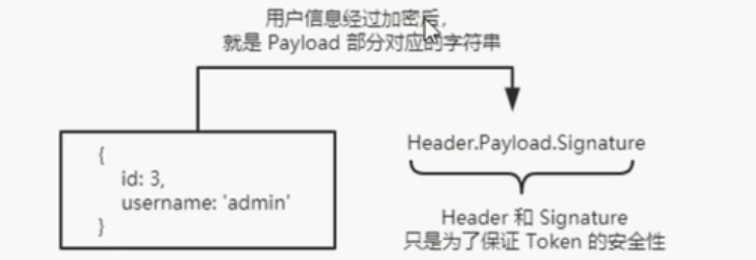 用户信息经过加密后，
就是 Payload 部分对应的字符串
{
id: 3,
username: 'admin'
}
Header.Payload.Signature
Header 和 Signature
只是为了保证 Token 的安全性